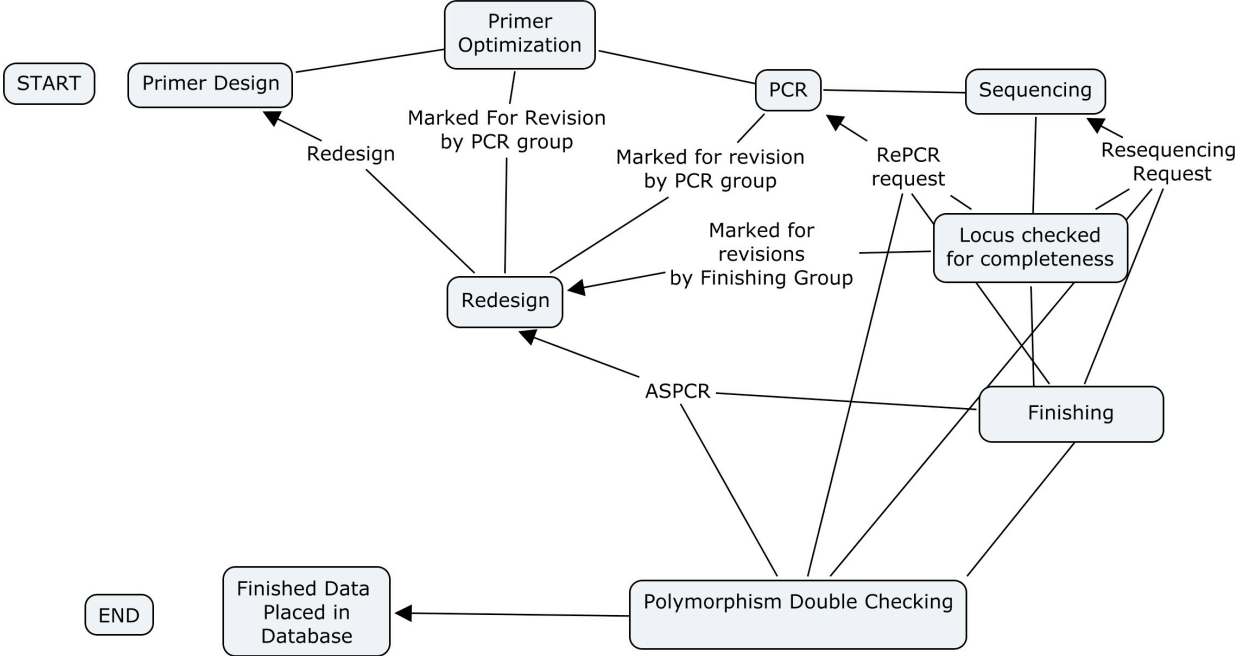 Primer
Optimization
START
Primer Design
PCR
Sequencing
Marked For Revision
by PCR group
Redesign
Marked for revision
by PCR group
RePCR
request
Resequencing
Request
Marked for
revisions
by Finishing Group
Locus checked
for completeness
Redesign
ASPCR
Finishing
END
Finished Data
Placed in
Database
Polymorphism Double Checking